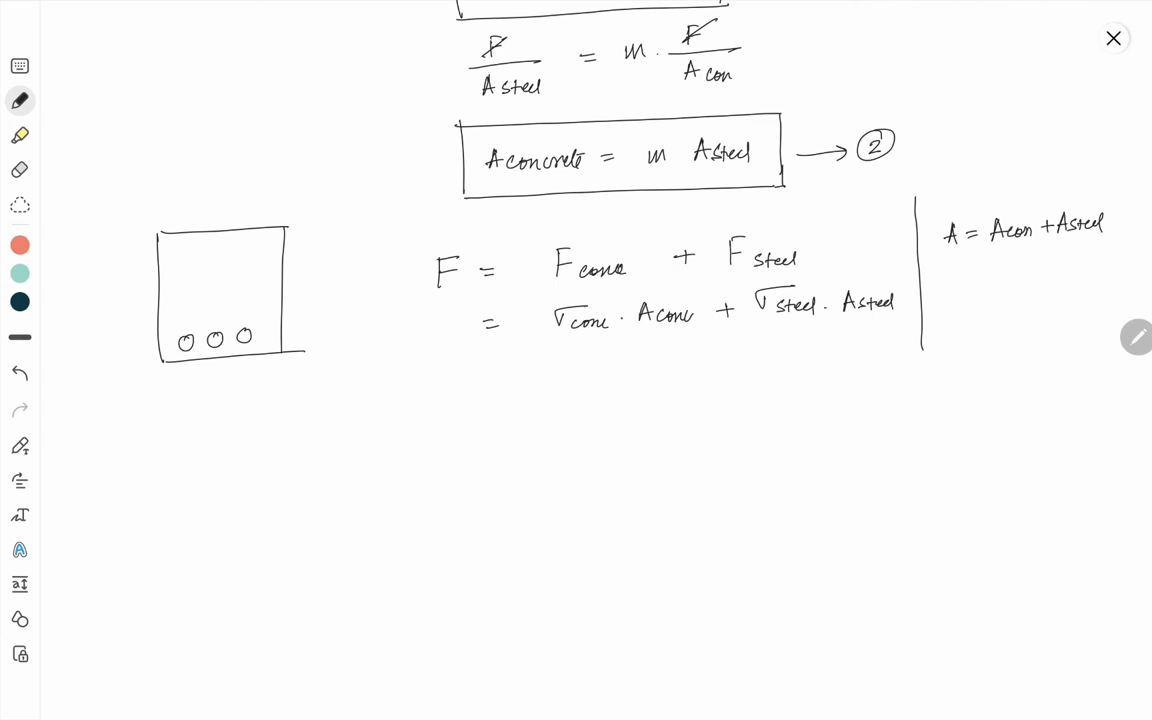 F/A steel = m · F/A con
A concrete = m A steel → 2
A = A con + A steel
F = F conc + F steel
= σ conc · A conc + σ steel · A steel